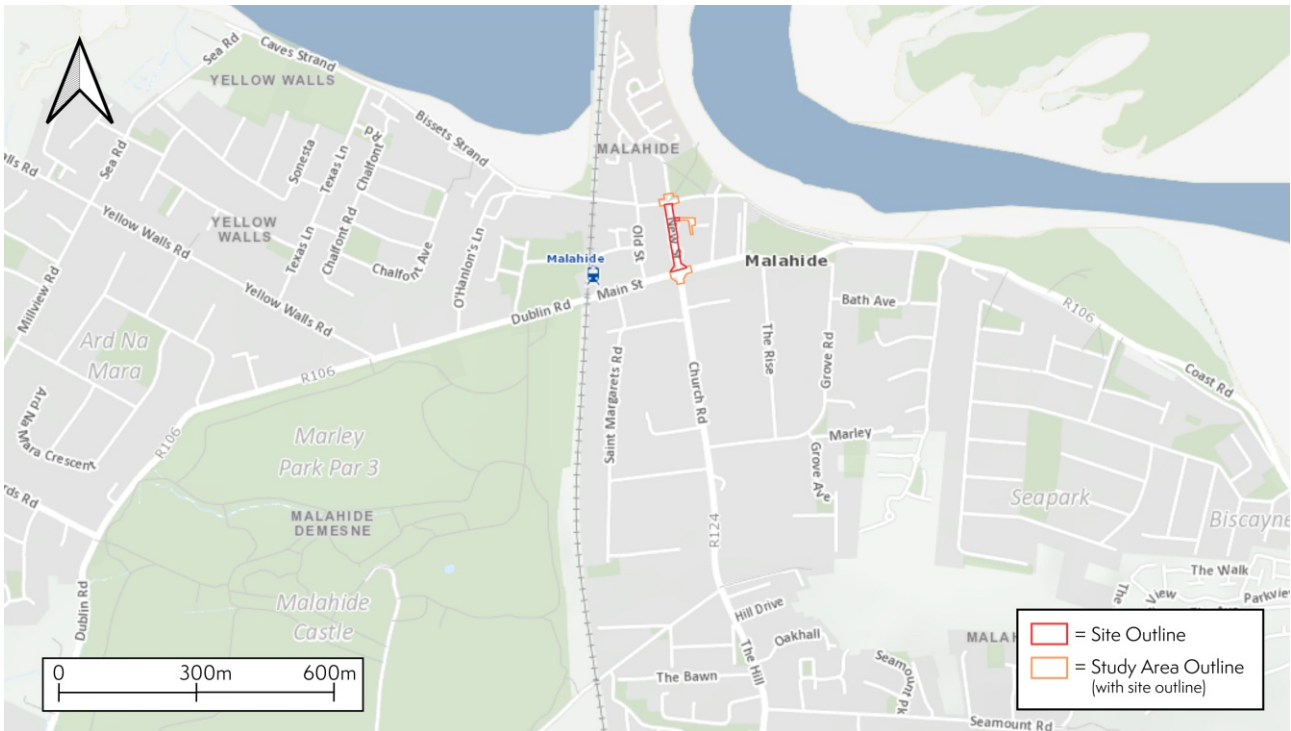 Sea Rd
Caves Strand
YELLOW WALLS
Bissets Strand
Sea Rd
Sonesta
Texas Ln
Chalfont Rd
MALAHIDE
Yellow Walls Rd
YELLOW
WALLS
Texas Ln
Chalfont Rd
Chalfont Ave
O'Hanlon's Ln
Old St
New St
Malahide
Malahide
Main St
Dublin Rd
Yellow Walls Rd
Millview Rd
Bath Ave
R106
Ard Na
Mara
R106
The Rise
Grove Rd
Coast Rd
Saint Margarets Rd
Church Rd
Ard Na Mara Crescent
R106
Marley
Park Par 3
Marley
Grove Ave
Seapark
Biscayne
MALAHIDE
DEMESNE
R124
Dublin Rd
Malahide
Castle
The Walk
Parkview
Hill Drive
Oakhall
The Hill
The Bawn
Seamount Pk
Seamount Rd
0 300m 600m
= Site Outline
= Study Area Outline
(with site outline)